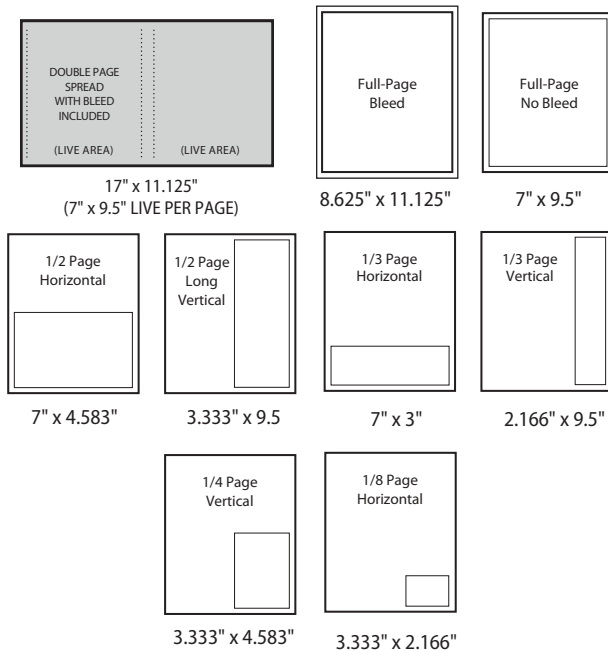 DOUBLE PAGE
SPREAD
WITH BLEED
INCLUDED
(LIVE AREA)
(LIVE AREA)
17" x 11.125"
(7" x 9.5" LIVE PER PAGE)
Full-Page
Bleed
8.625" x 11.125"
Full-Page
No Bleed
7" x 9.5"
1/2 Page
Horizontal
7" x 4.583"
1/2 Page
Long
Vertical
3.333" x 9.5
1/3 Page
Horizontal
7" x 3"
1/3 Page
Vertical
2.166" x 9.5"
1/4 Page
Vertical
3.333" x 4.583"
1/8 Page
Horizontal
3.333" x 2.166"